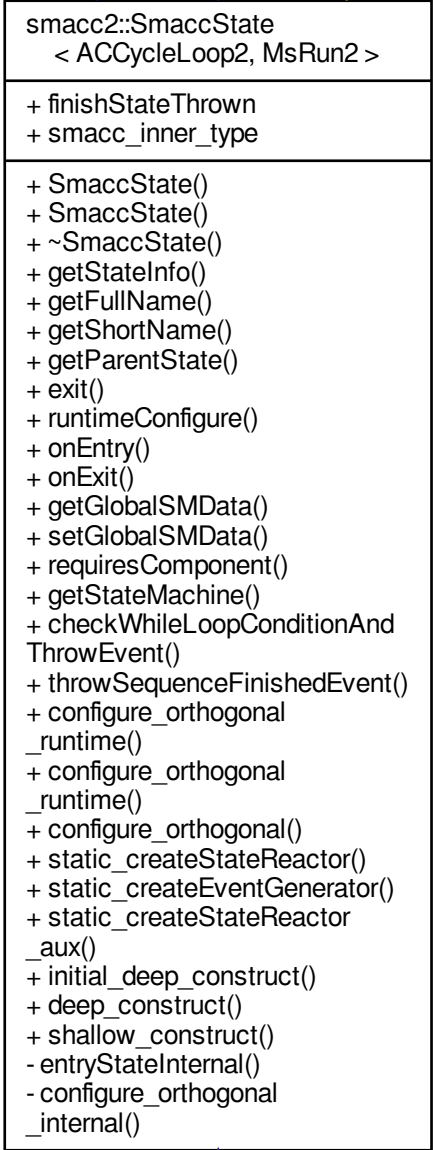 smacc2::SmaccState
< ACCycleLoop2, MsRun2 >
+ finishStateThrown
+ smacc_inner_type
+ SmaccState()
+ SmaccState()
+ ~SmaccState()
+ getStateInfo()
+ getFullName()
+ getShortName()
+ getParentState()
+ exit()
+ runtimeConfigure()
+ onEntry()
+ onExit()
+ getGlobalSMData()
+ setGlobalSMData()
+ requiresComponent()
+ getStateMachine()
+ checkWhileLoopConditionAnd
ThrowEvent()
+ throwSequenceFinishedEvent()
+ configure_orthogonal
_runtime()
+ configure_orthogonal
_runtime()
+ configure_orthogonal()
+ static_createStateReactor()
+ static_createEventGenerator()
+ static_createStateReactor
_aux()
+ initial_deep_construct()
+ deep_construct()
+ shallow_construct()
- entryStateInternal()
- configure_orthogonal
_internal()